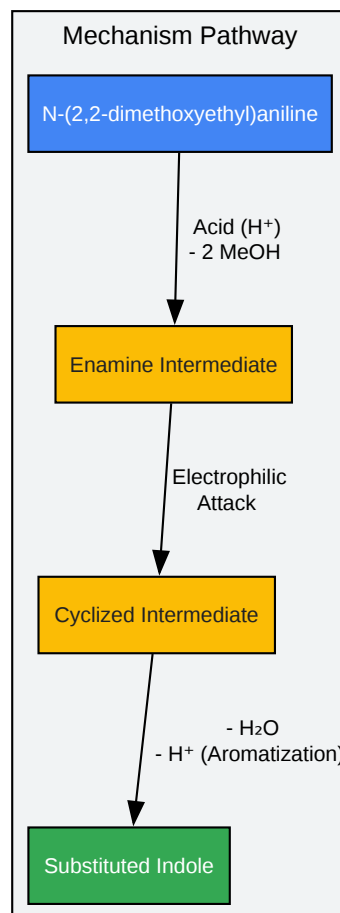 Mechanism Pathway
N-(2,2-dimethoxyethyl)aniline
Acid (H⁺)
- 2 MeOH
Enamine Intermediate
Electrophilic
Attack
Cyclized Intermediate
- H₂O
- H⁺ (Aromatization)
Substituted Indole